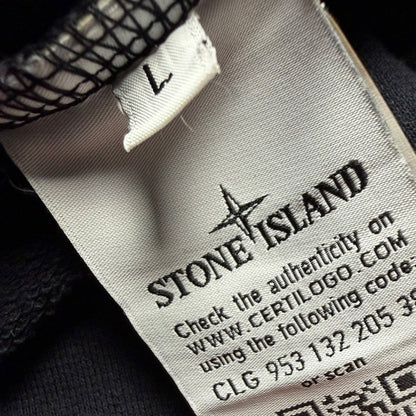 L
STONE ISLAND
Check the authenticity on
WWW.CERTILOGO.COM
using the following code
CLG 953 132 205
or scan